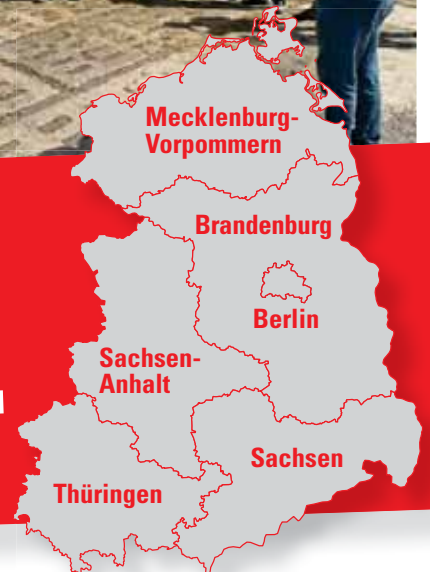 Mecklenburg-
Vorpommern
Brandenburg
Berlin
Sachsen-
Anhalt
Sachsen
Thüringen